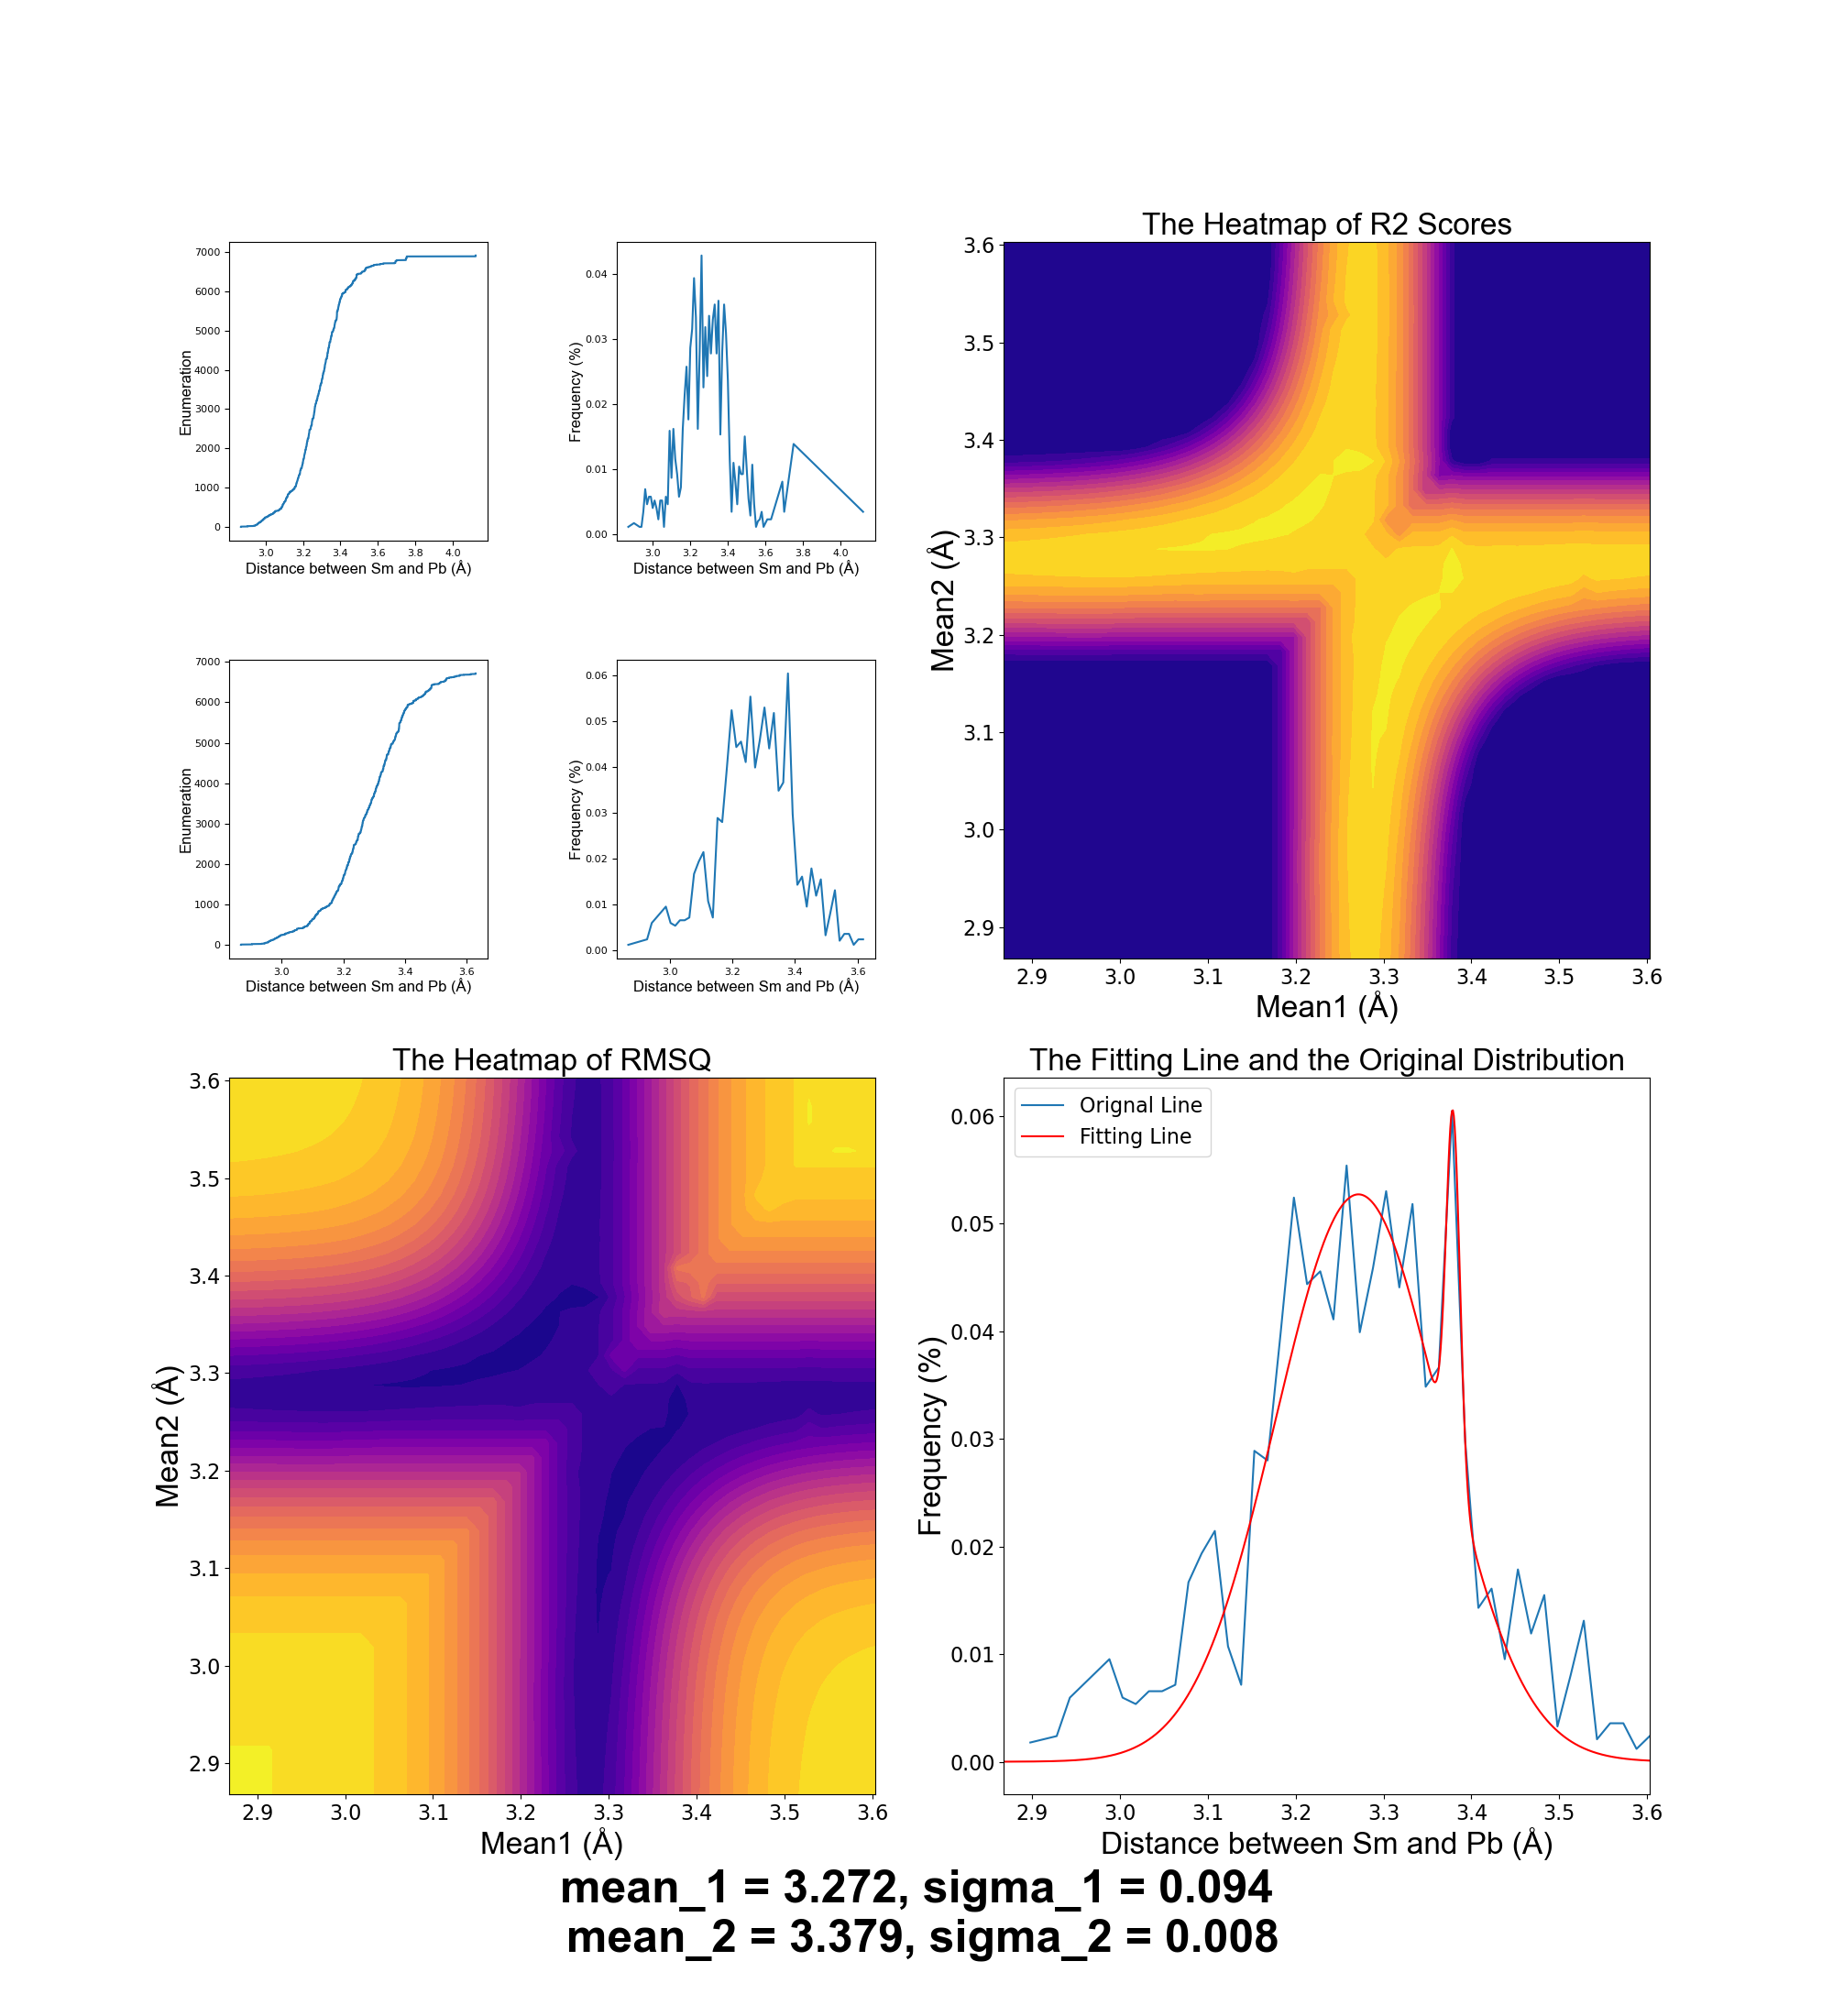 The Heatmap of R2 Scores
7000
6000
5000
4000
3000
2000
1000
0
Enumeration
3.0 3.2 3.4 3.6 3.8 4.0
Distance between Sm and Pb (Å)
0.04
0.03
0.02
0.01
0.00
Frequency (%)
3.0 3.2 3.4 3.6 3.8 4.0
Distance between Sm and Pb (Å)
3.6
3.5
3.4
3.3
3.2
3.1
3.0
2.9
Mean2 (Å)
2.9 3.0 3.1 3.2 3.3 3.4 3.5 3.6
Mean1 (Å)
7000
6000
5000
4000
3000
2000
1000
0
Enumeration
3.0 3.2 3.4 3.6
Distance between Sm and Pb (Å)
0.06
0.05
0.04
0.03
0.02
0.01
0.00
Frequency (%)
3.0 3.2 3.4 3.6
Distance between Sm and Pb (Å)
The Heatmap of RMSQ
3.6
3.5
3.4
3.3
3.2
3.1
3.0
2.9
Mean2 (Å)
2.9 3.0 3.1 3.2 3.3 3.4 3.5 3.6
Mean1 (Å)
The Fitting Line and the Original Distribution
Orignal Line
Fitting Line
0.06
0.05
0.04
0.03
0.02
0.01
0.00
Frequency (%)
2.9 3.0 3.1 3.2 3.3 3.4 3.5 3.6
Distance between Sm and Pb (Å)
mean_1 = 3.272, sigma_1 = 0.094
mean_2 = 3.379, sigma_2 = 0.008